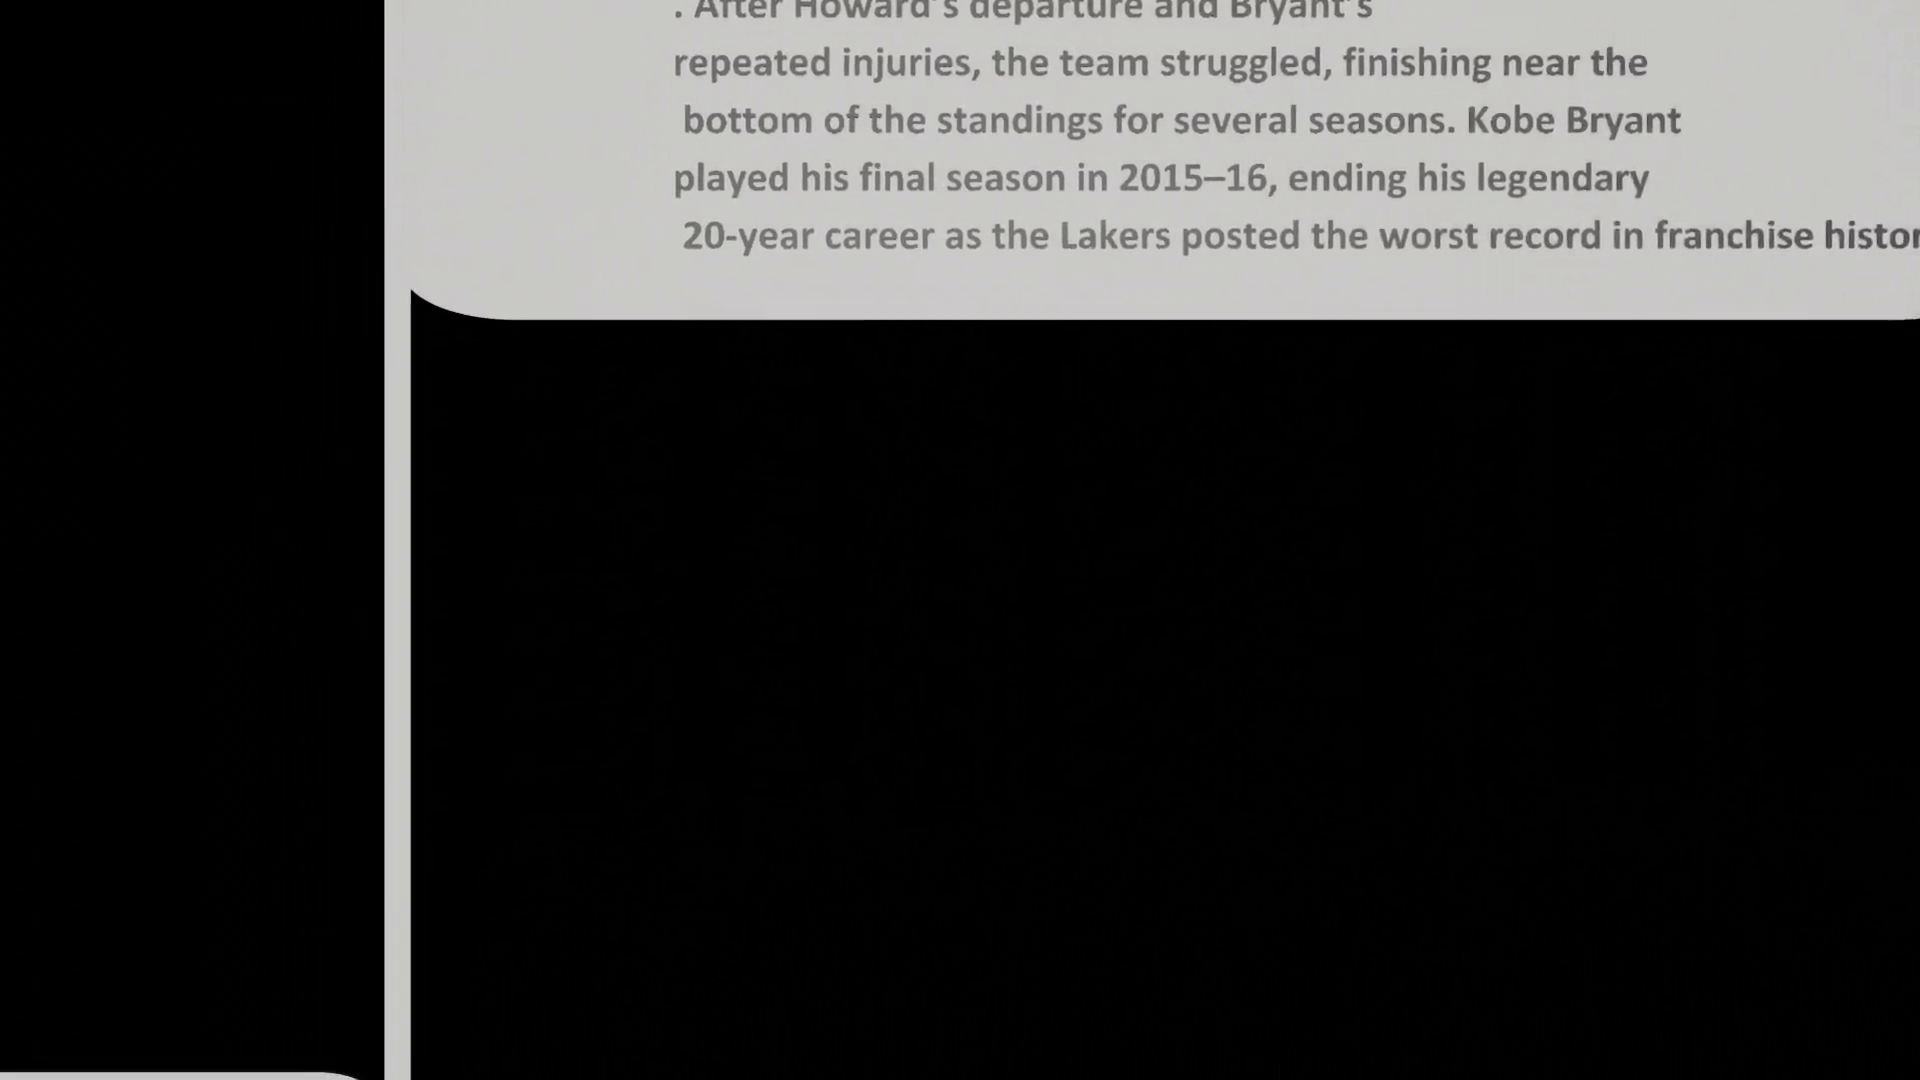 . After Howard's departure and Bryant's
repeated injuries, the team struggled, finishing near the
bottom of the standings for several seasons. Kobe Bryant
played his final season in 2015–16, ending his legendary
20-year career as the Lakers posted the worst record in franchise histor